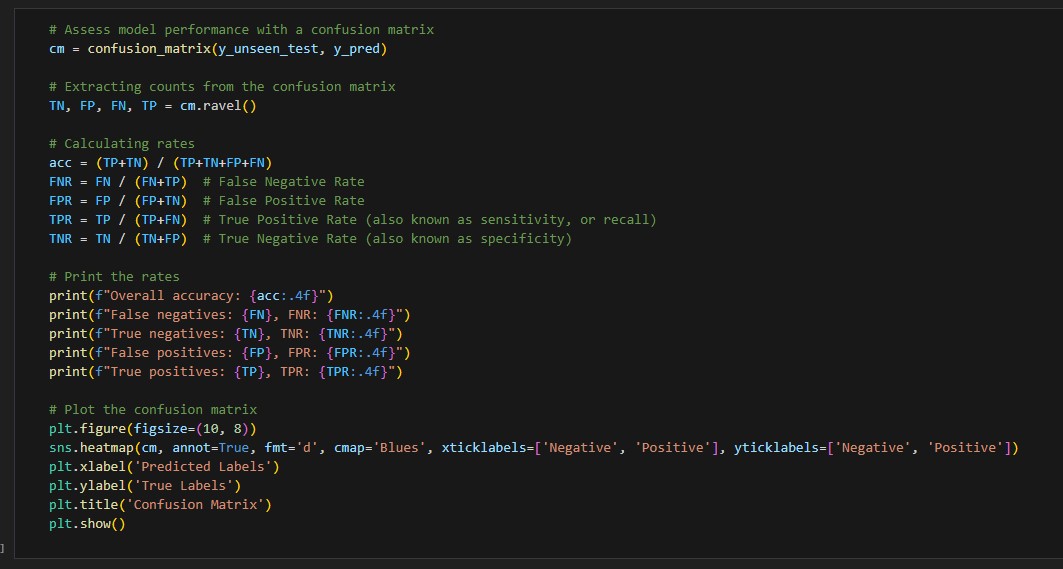 # Assess model performance with a confusion matrix
cm = confusion_matrix(y_unseen_test, y_pred)
# Extracting counts from the confusion matrix
TN, FP, FN, TP = cm.ravel()
# Calculating rates
acc = (TP+TN) / (TP+TN+FP+FN)
FNR = FN / (FN+TP)  # False Negative Rate
FPR = FP / (FP+TN)  # False Positive Rate
TPR = TP / (TP+FN)  # True Positive Rate (also known as sensitivity, or recall)
TNR = TN / (TN+FP)  # True Negative Rate (also known as specificity)
# Print the rates
print(f"Overall accuracy: {acc:.4f}")
print(f"False negatives: {FN}, FNR: {FNR:.4f}")
print(f"True negatives: {TN}, TNR: {TNR:.4f}")
print(f"False positives: {FP}, FPR: {FPR:.4f}")
print(f"True positives: {TP}, TPR: {TPR:.4f}")
# Plot the confusion matrix
plt.figure(figsize=(10, 8))
sns.heatmap(cm, annot=True, fmt='d', cmap='Blues', xticklabels=['Negative', 'Positive'], yticklabels=['Negative', 'Positive'])
plt.xlabel('Predicted Labels')
plt.ylabel('True Labels')
plt.title('Confusion Matrix')
plt.show()
]